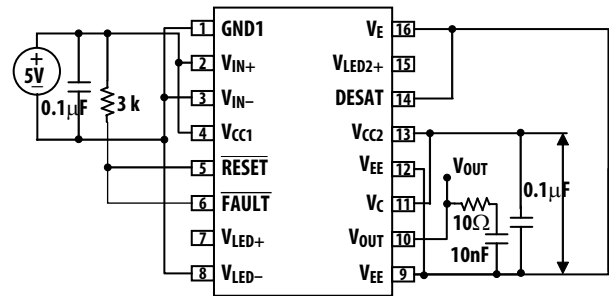 1 GND1
2 VIN+
3 VIN–
4 VCC1
5 RESET
6 FAULT
7 VLED+
8 VLED–
VE 16
VLED2+ 15
DESAT 14
VCC2 13
VEE 12
VC 11
VOUT 10
VEE 9
+
5V
–
0.1μF
3 k
VOUT
0.1μF
10Ω
10nF